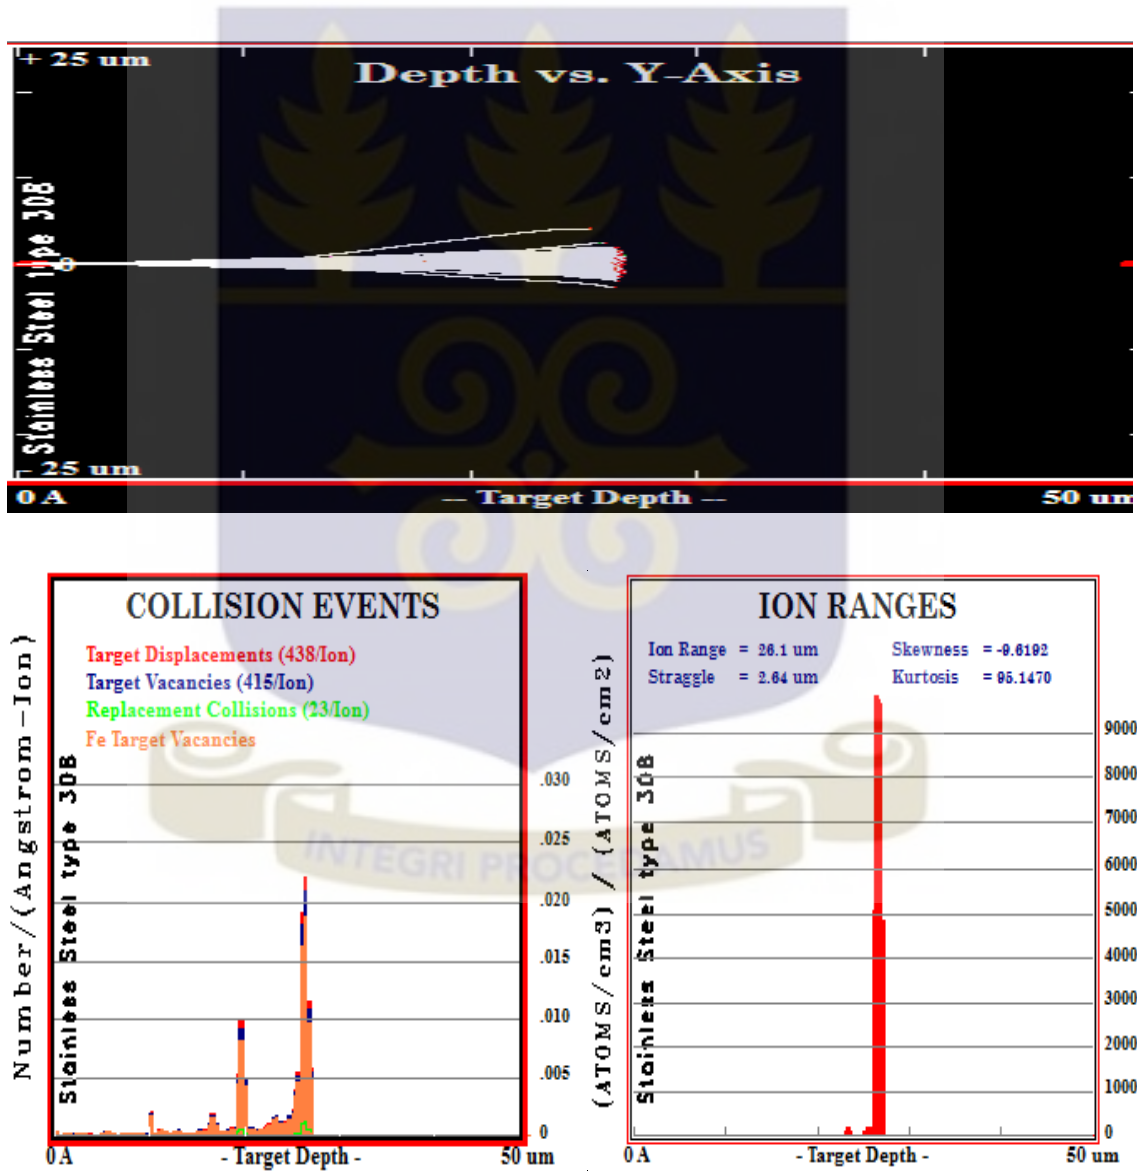 + 25 um
Depth vs. Y-Axis
Stainless Steel type 30B
0
- 25 um
0 A
-- Target Depth --
50 um
COLLISION EVENTS
Target Displacements (438/Ion)
Target Vacancies (415/Ion)
Replacement Collisions (23/Ion)
Fe Target Vacancies
Number/(Angstrom-Ion)
Stainless Steel type 30B
.030
.025
.020
.015
.010
.005
0
0 A
- Target Depth -
50 um
ION RANGES
Ion Range = 26.1 um
Skewness = -9.6192
Straggle = 2.64 um
Kurtosis = 95.1470
(ATOMS/cm3) / (ATOMS/cm2)
Stainless Steel type 30B
9000
8000
7000
6000
5000
4000
3000
2000
1000
0
0 A
- Target Depth -
50 um
INTEGRI PROCEDAMUS